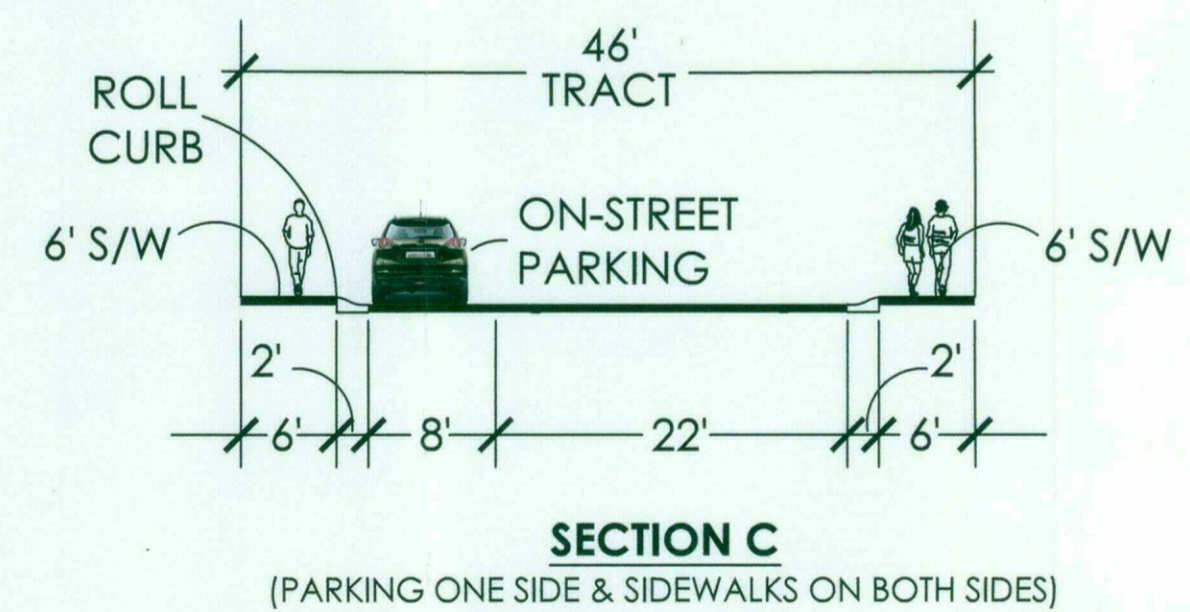 46'
TRACT
ROLL
CURB
ON-STREET
PARKING
6' S/W
6' S/W
2'
2'
6'
8'
22'
6'
SECTION C
(PARKING ONE SIDE & SIDEWALKS ON BOTH SIDES)